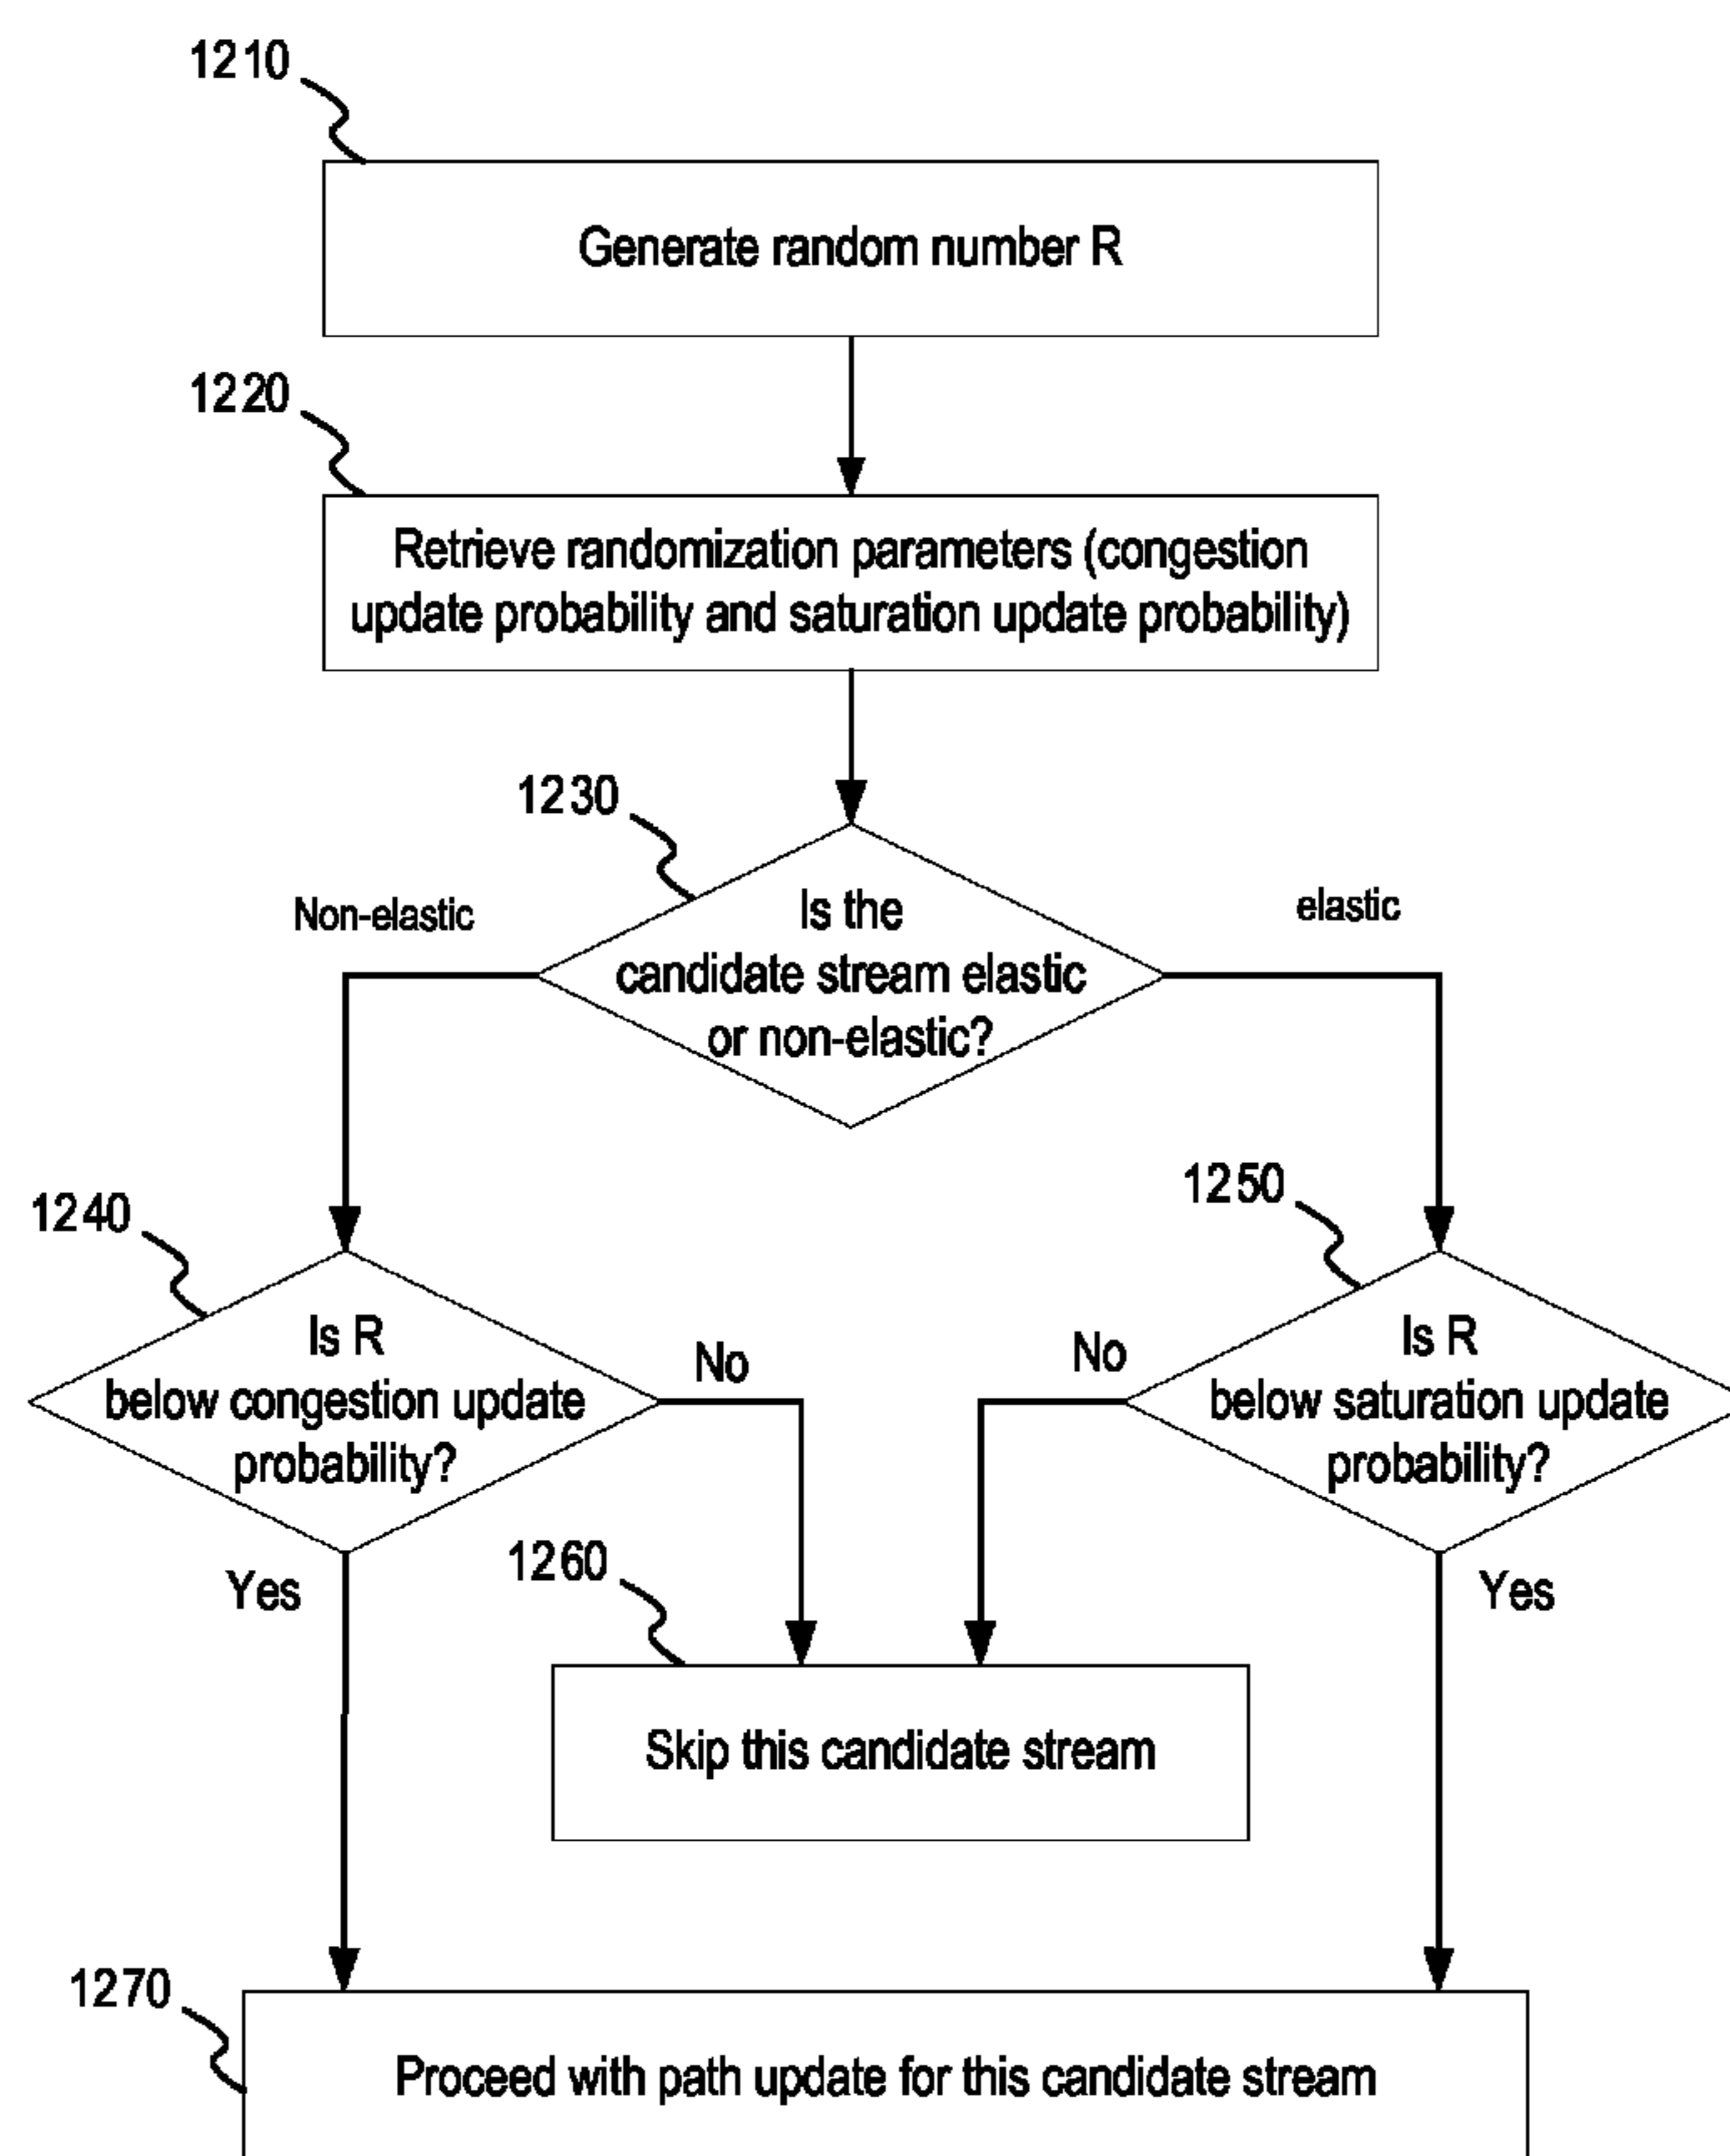 1210
Generate random number R
1220
Retrieve randomization parameters (congestion
update probability and saturation update probability)
1230
Non-elastic
Is the
candidate stream elastic
or non-elastic?
elastic
1240
Is R
below congestion update
probability?
No
Yes
1250
Is R
below saturation update
probability?
No
Yes
1260
Skip this candidate stream
1270
Proceed with path update for this candidate stream